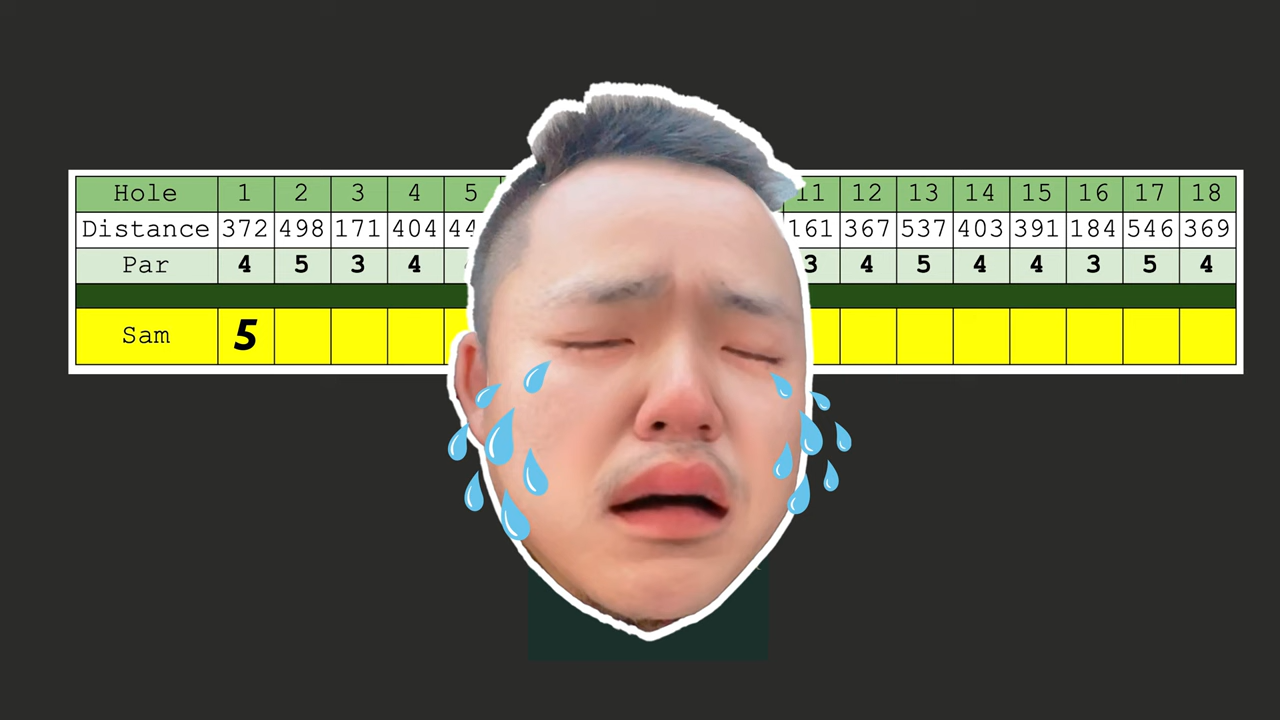 Hole 1 2 3 4 5 11 12 13 14 15 16 17 18
Distance 372 498 171 404 161 367 537 403 391 184 546 369
Par 4 5 3 4 3 4 5 4 4 3 5 4
Sam 5